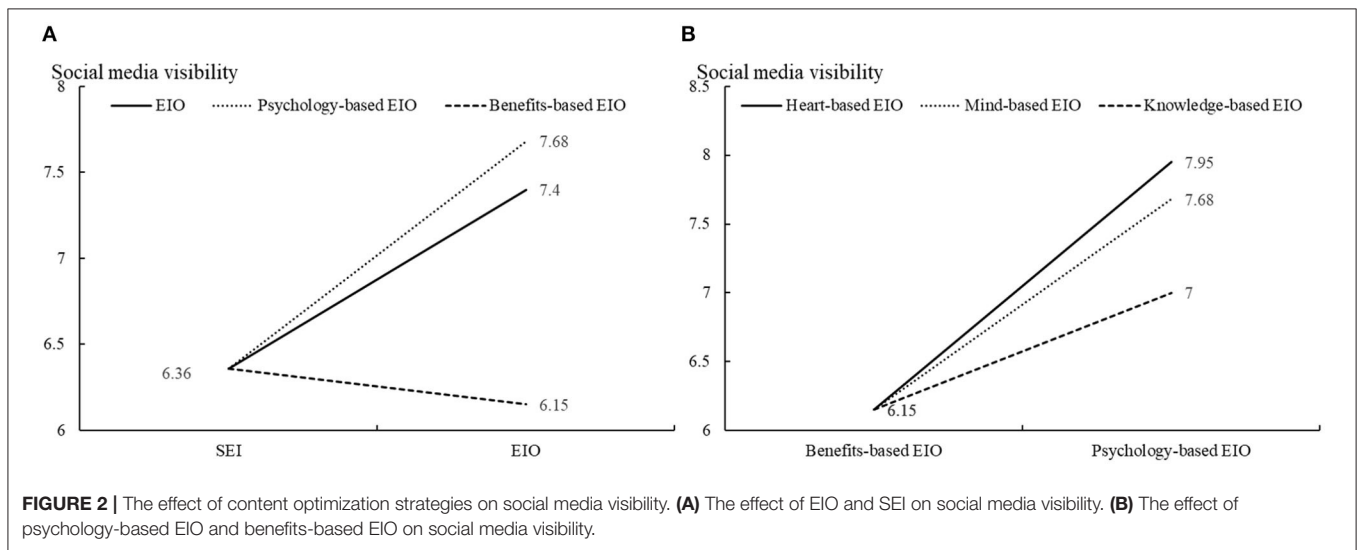 A
Social media visibility
8
EIO Psychology-based EIO Benefits-based EIO
7.68
7.5
7.4
7
6.5
6.36
6.15
6
SEI EIO
B
Social media visibility
8.5
Heart-based EIO Mind-based EIO Knowledge-based EIO
8
7.95
7.68
7.5
7
7
6.5
6.15
6
Benefits-based EIO Psychology-based EIO
FIGURE 2 | The effect of content optimization strategies on social media visibility. (A) The effect of EIO and SEI on social media visibility. (B) The effect of
psychology-based EIO and benefits-based EIO on social media visibility.